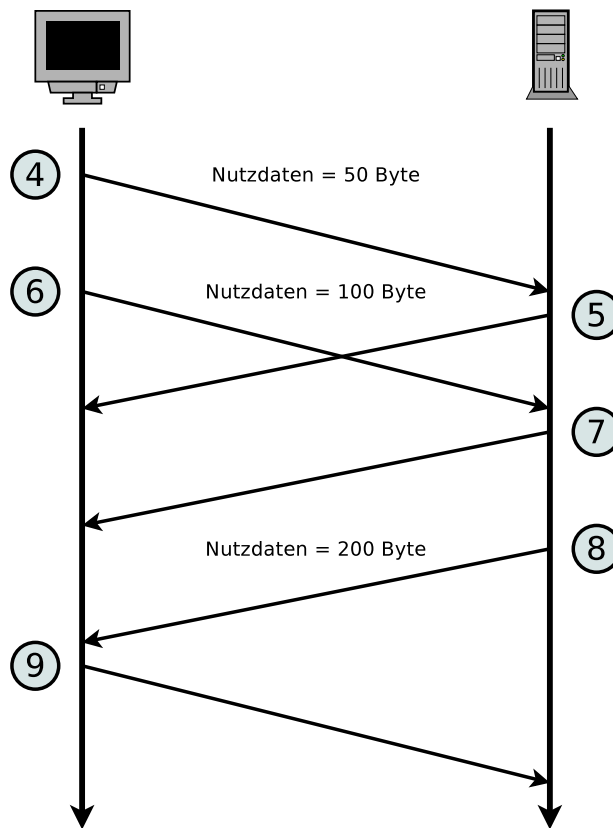 4
Nutzdaten = 50 Byte
6
Nutzdaten = 100 Byte
5
7
Nutzdaten = 200 Byte
8
9